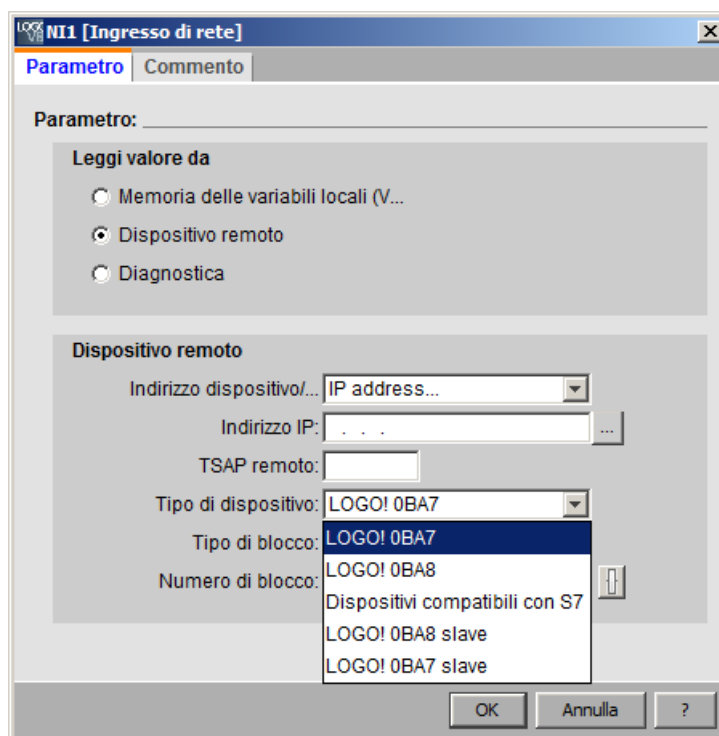 NI1 [Ingresso di rete]
Parametro Commento
Parametro:
Leggi valore da
Memoria delle variabili locali (V...
Dispositivo remoto
Diagnostica
Dispositivo remoto
Indirizzo dispositivo/... IP address...
Indirizzo IP: . . . ...
TSAP remoto:
Tipo di dispositivo: LOGO! 0BA7
Tipo di blocco: LOGO! 0BA7
LOGO! 0BA8
Numero di blocco: Dispositivi compatibili con S7
LOGO! 0BA8 slave
LOGO! 0BA7 slave
OK Annulla ?